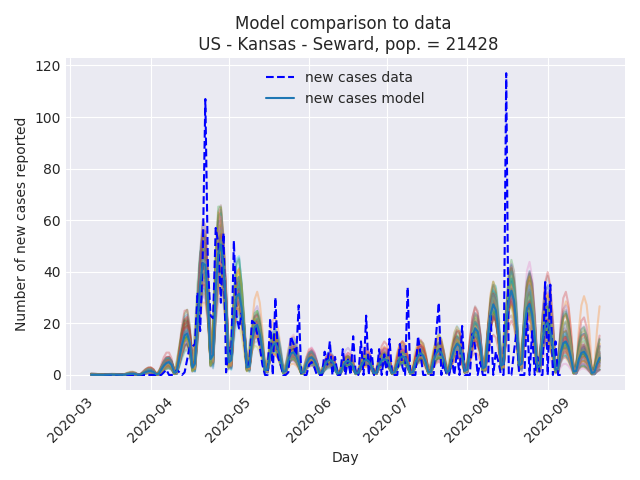 Model comparison to data
US - Kansas - Seward, pop. = 21428
new cases data
new cases model
Number of new cases reported
120
100
80
60
40
20
0
2020-03
2020-04
2020-05
2020-06
2020-07
2020-08
2020-09
Day